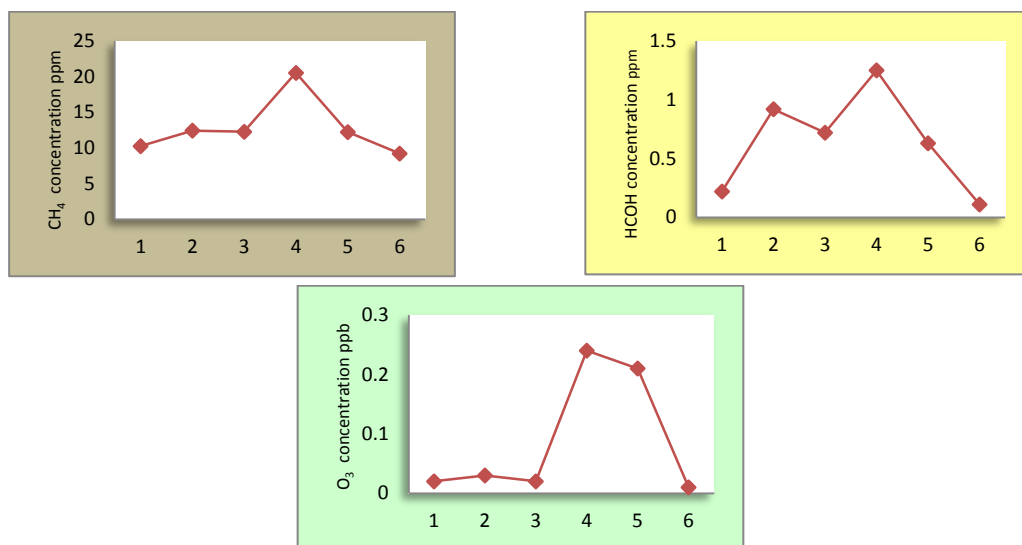 CH₄ concentration ppm
25
20
15
10
5
0
1 2 3 4 5 6
HCOH concentration ppm
1.5
1
0.5
0
1 2 3 4 5 6
O₃ concentration ppb
0.3
0.2
0.1
0
1 2 3 4 5 6